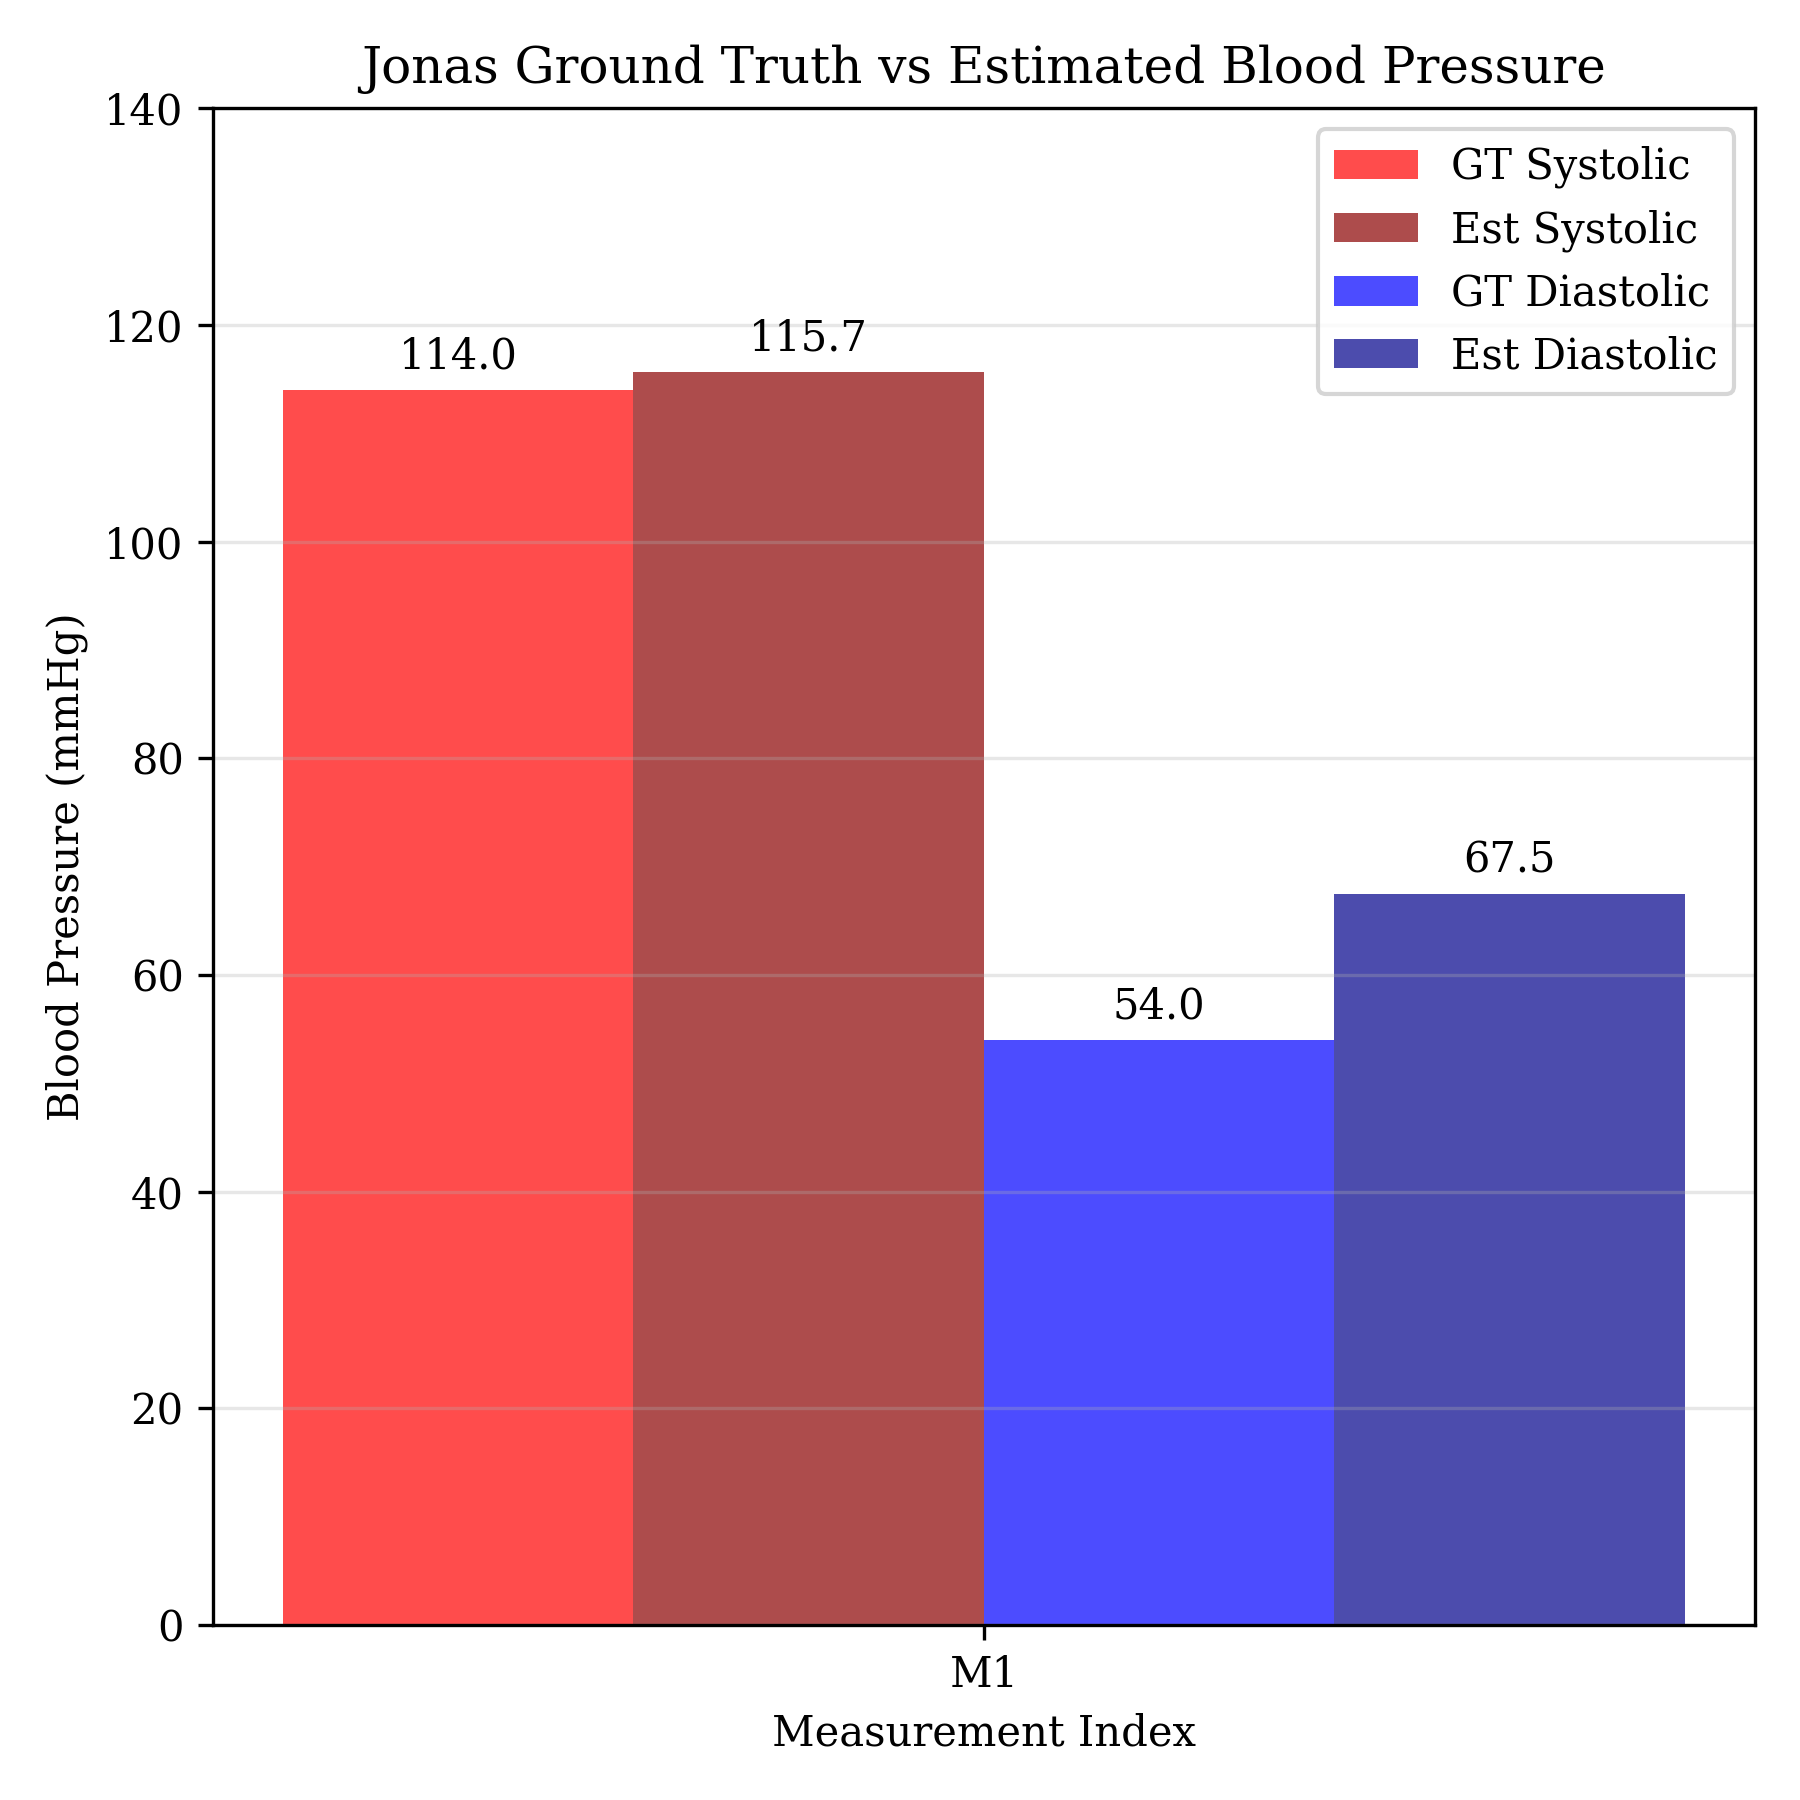 Jonas Ground Truth vs Estimated Blood Pressure
140
120
100
80
60
40
20
0
Blood Pressure (mmHg)
GT Systolic
Est Systolic
GT Diastolic
Est Diastolic
114.0
115.7
54.0
67.5
M1
Measurement Index